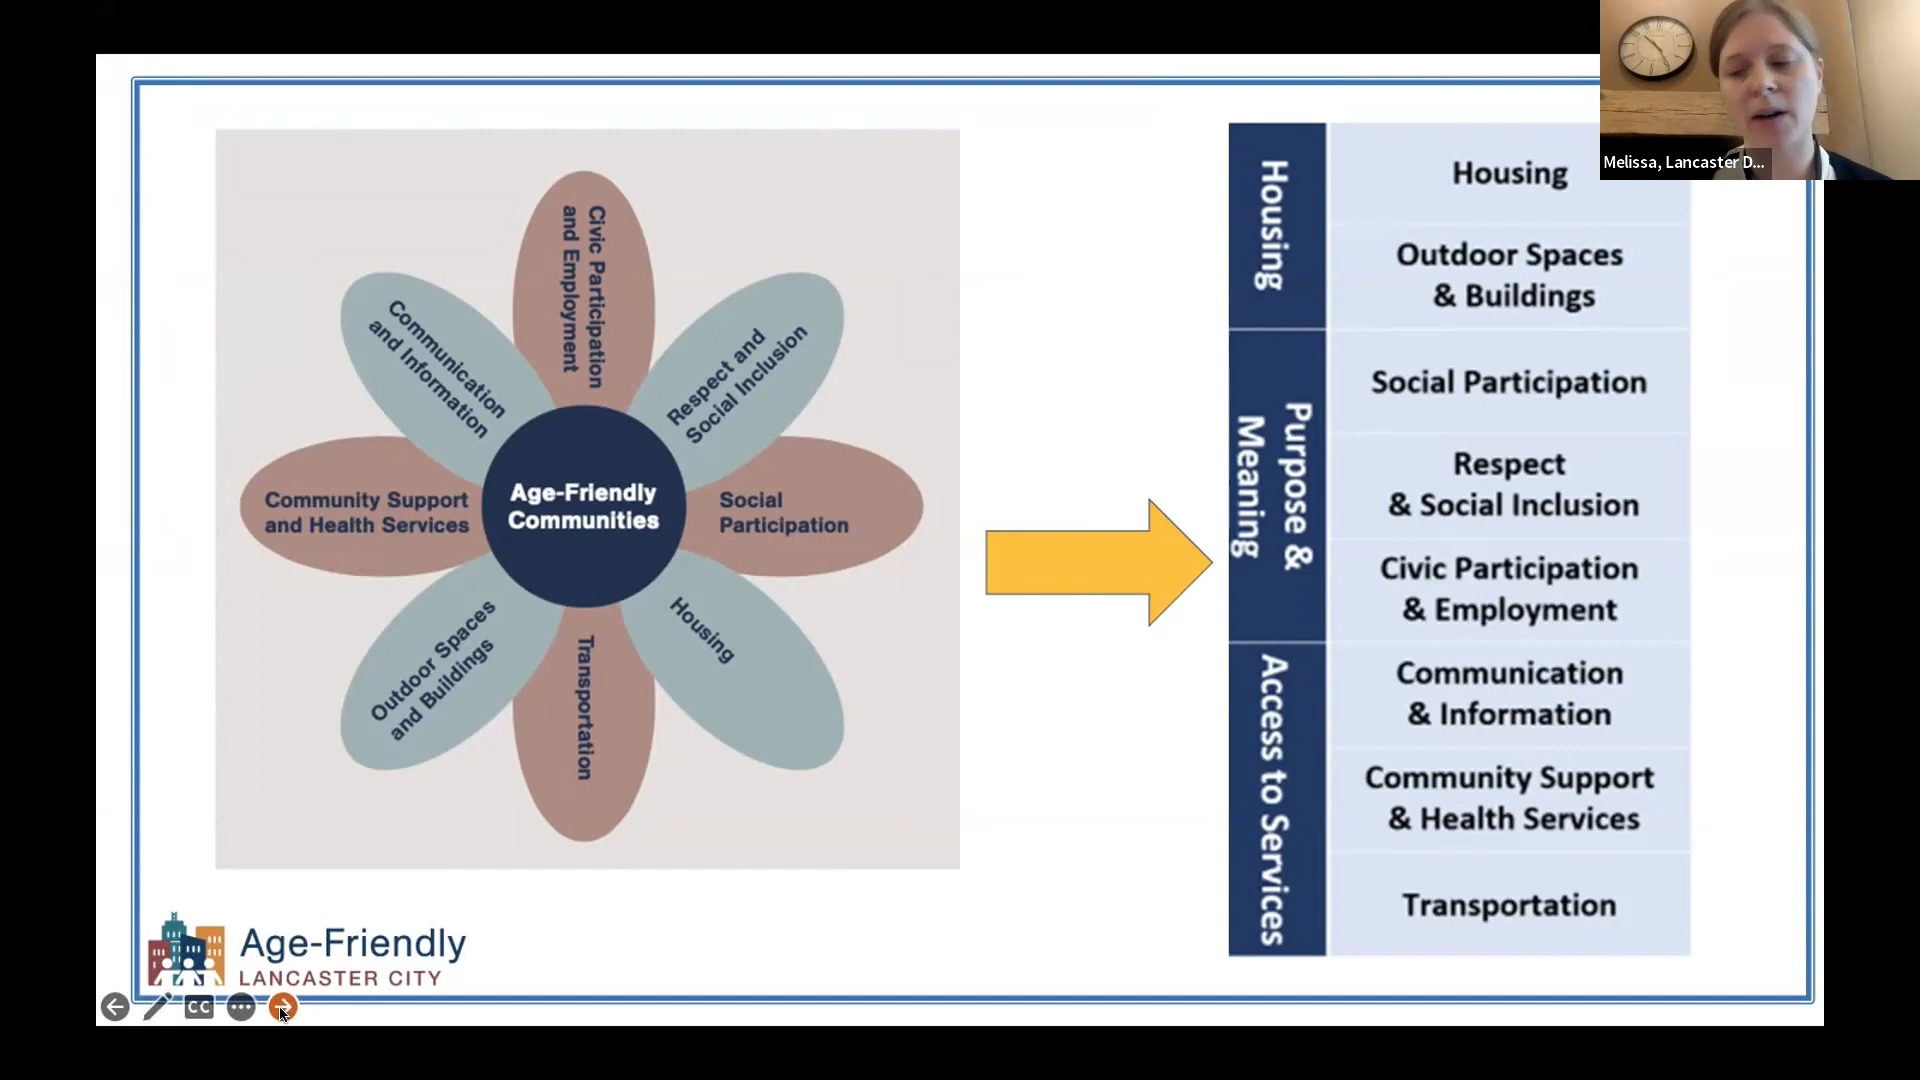 Civic Participation
and Employment
Communication
and Information
Respect and
Social Inclusion
Community Support
and Health Services
Age-Friendly
Communities
Social
Participation
Outdoor Spaces
and Buildings
Transportation
Housing
Housing
Housing
Outdoor Spaces
& Buildings
Purpose &
Meaning
Social Participation
Respect
& Social Inclusion
Civic Participation
& Employment
Access to Services
Communication
& Information
Community Support
& Health Services
Transportation
Melissa, Lancaster D...
Age-Friendly
LANCASTER CITY
CC